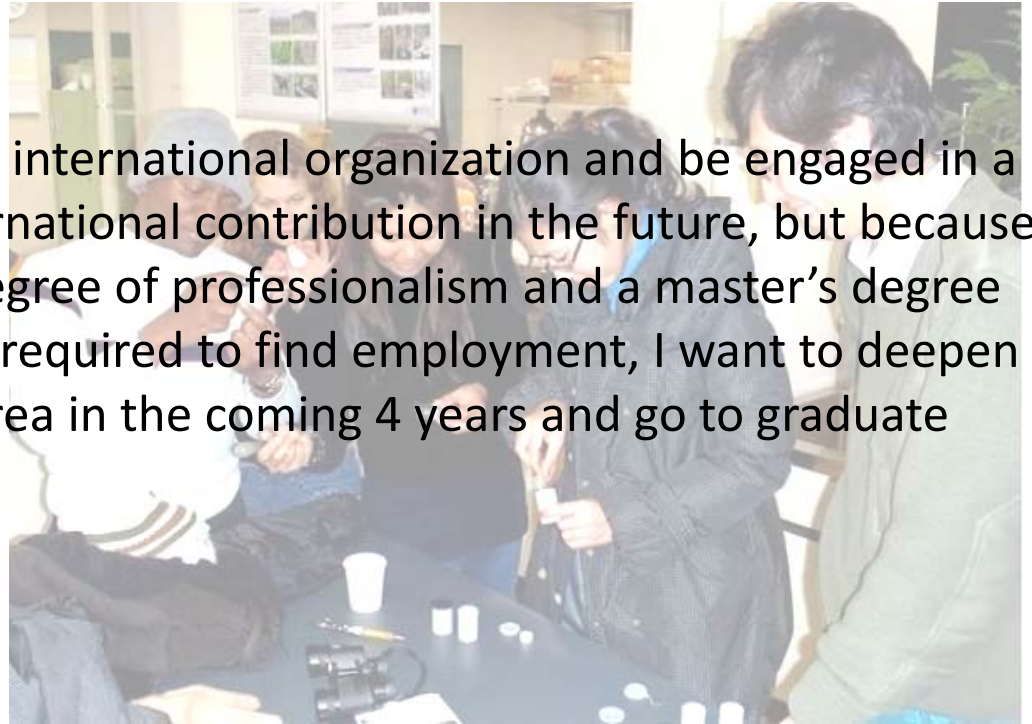 international organization and be engaged in a
rnational contribution in the future, but because
egree of professionalism and a master’s degree
required to find employment, I want to deepen
rea in the coming 4 years and go to graduate